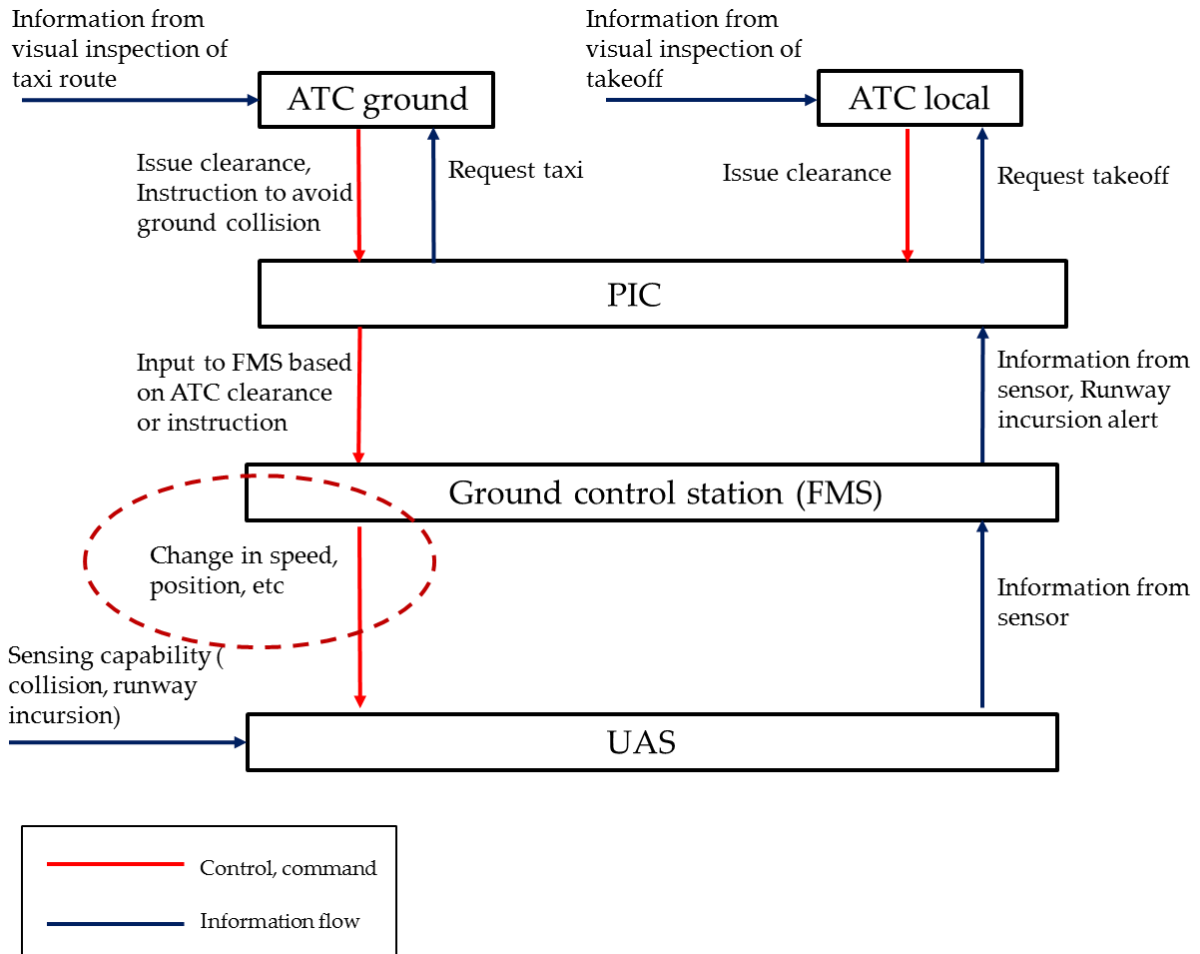 Information from
visual inspection of
taxi route
Information from
visual inspection of
takeoff
ATC ground
ATC local
Issue clearance,
Instruction to avoid
ground collision
Request taxi
Issue clearance
Request takeoff
PIC
Input to FMS based
on ATC clearance
or instruction
Information from
sensor, Runway
incursion alert
Ground control station (FMS)
Change in speed,
position, etc
Information from
sensor
Sensing capability (
collision, runway
incursion)
UAS
Control, command
Information flow